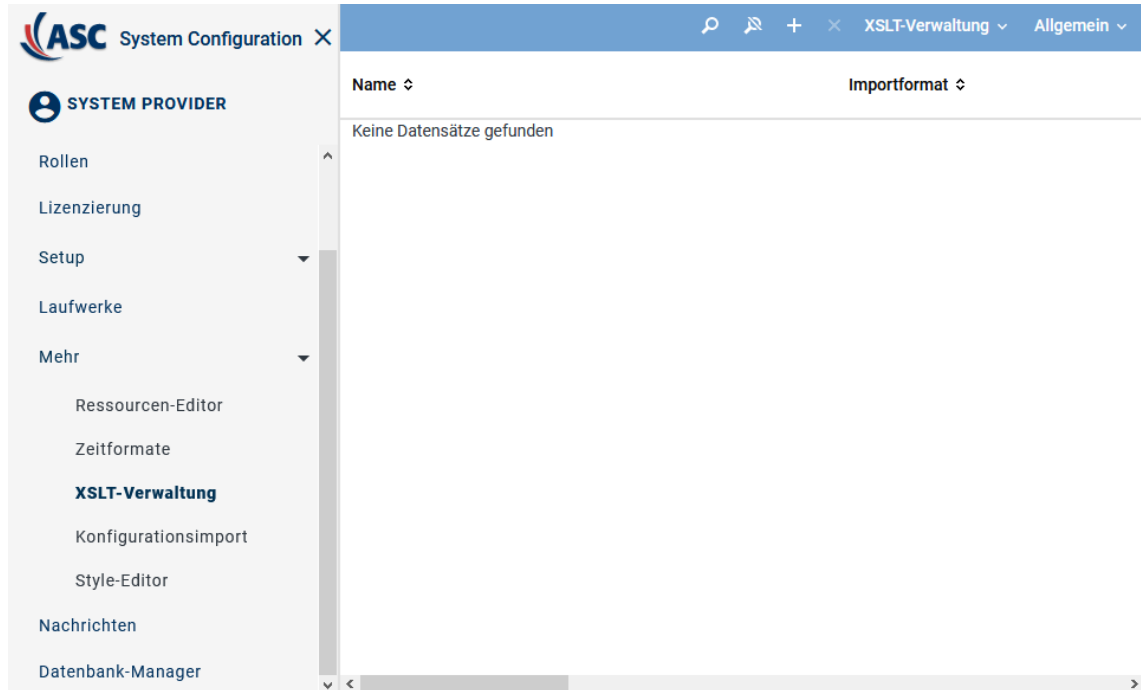 ASC System Configuration
XSLT-Verwaltung Allgemein
SYSTEM PROVIDER
Name Importformat
Keine Datensätze gefunden
Rollen
Lizenzierung
Setup
Laufwerke
Mehr
Ressourcen-Editor
Zeitformate
XSLT-Verwaltung
Konfigurationsimport
Style-Editor
Nachrichten
Datenbank-Manager